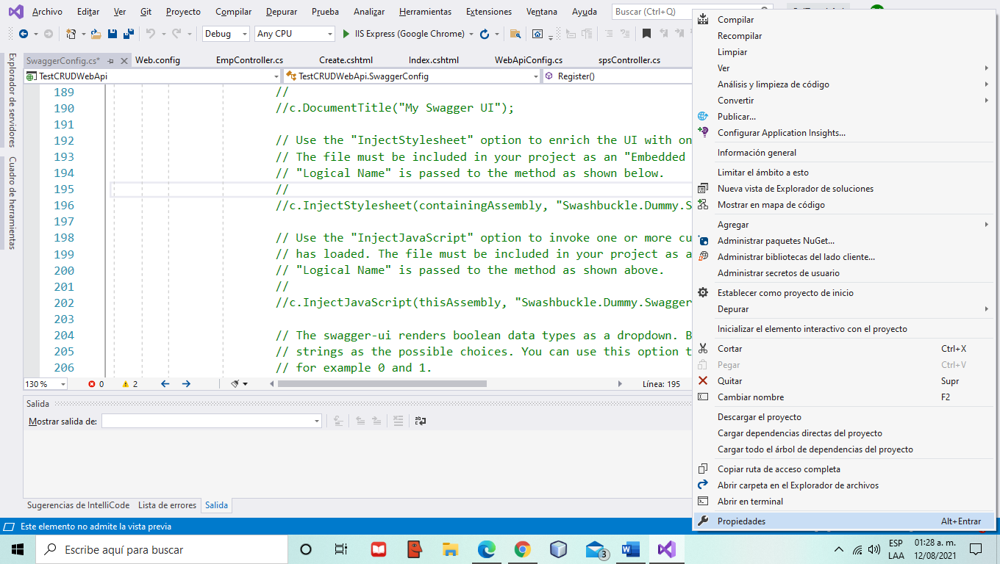 Archivo Editar Ver Git Proyecto Compilar Depurar Prueba Analizar Herramientas Extensiones Ventana Ayuda Buscar (Ctrl+Q)
Debug Any CPU IIS Express (Google Chrome)
SwaggerConfig.cs* Web.config EmpController.cs Create.cshtml Index.cshtml WebApiConfig.cs spsController.cs
TestCRUDWebApi TestCRUDWebApi.SwaggerConfig Register()
Explorador de servidores
Cuadro de herramientas
189 //
190 //c.DocumentTitle("My Swagger UI");
191
192 // Use the "InjectStylesheet" option to enrich the UI with on
193 // The file must be included in your project as an "Embedded
194 // "Logical Name" is passed to the method as shown below.
195 //
196 //c.InjectStylesheet(containingAssembly, "Swashbuckle.Dummy.S
197
198 // Use the "InjectJavaScript" option to invoke one or more cu
199 // has loaded. The file must be included in your project as a
200 // "Logical Name" is passed to the method as shown above.
201 //
202 //c.InjectJavaScript(thisAssembly, "Swashbuckle.Dummy.Swagger
203
204 // The swagger-ui renders boolean data types as a dropdown. B
205 // strings as the possible choices. You can use this option t
206 // for example 0 and 1.
130 % 0 2 Línea: 195
Salida
Mostrar salida de:
Sugerencias de IntelliCode Lista de errores Salida
Este elemento no admite la vista previa
Compilar
Recompilar
Limpiar
Ver
Análisis y limpieza de código
Convertir
Publicar...
Configurar Application Insights...
Información general
Limitar el ámbito a esto
Nueva vista de Explorador de soluciones
Mostrar en mapa de código
Agregar
Administrar paquetes NuGet...
Administrar bibliotecas del lado cliente...
Administrar secretos de usuario
Establecer como proyecto de inicio
Depurar
Inicializar el elemento interactivo con el proyecto
Cortar Ctrl+X
Pegar Ctrl+V
Quitar Supr
Cambiar nombre F2
Descargar el proyecto
Cargar dependencias directas del proyecto
Cargar todo el árbol de dependencias del proyecto
Copiar ruta de acceso completa
Abrir carpeta en el Explorador de archivos
Abrir en terminal
Propiedades Alt+Entrar
Escribe aquí para buscar
3
ESP
LAA
01:28 a. m.
12/08/2021